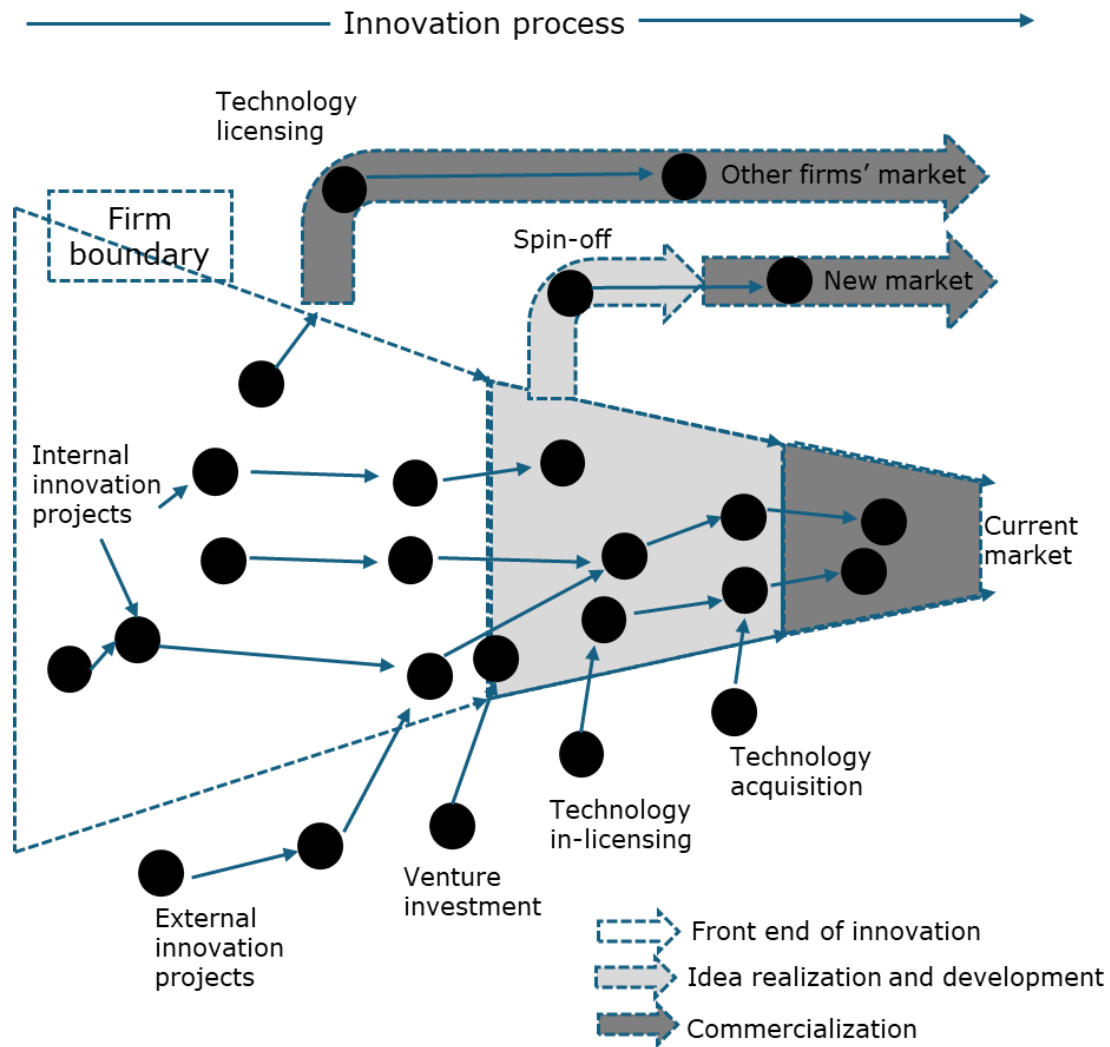 Innovation process
Technology
licensing
Other firms’ market
Firm
boundary
Spin-off
New market
Internal
innovation
projects
Current
market
Technology
acquisition
Technology
in-licensing
Venture
investment
External
innovation
projects
Front end of innovation
Idea realization and development
Commercialization